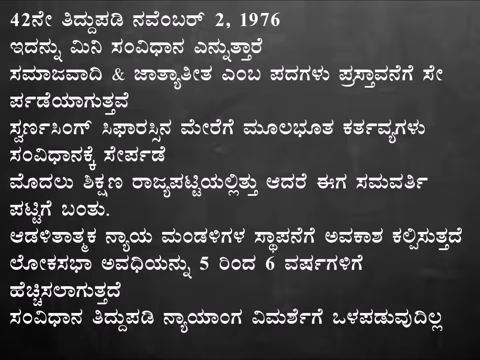 42ನೇ ತಿದ್ದುಪಡಿ ನವೆಂಬರ್ 2, 1976
ಇದನ್ನು ಮಿನಿ ಸಂವಿಧಾನ ಎನ್ನುತ್ತಾರೆ
ಸಮಾಜವಾದಿ & ಜಾತ್ಯಾತೀತ ಎಂಬ ಪದಗಳು ಪ್ರಸ್ತಾವನೆಗೆ ಸೇ
ರ್ಪಡೆಯಾಗುತ್ತವೆ
ಸ್ವರ್ಣಸಿಂಗ್ ಸಿಫಾರಸ್ಸಿನ ಮೇರೆಗೆ ಮೂಲಭೂತ ಕರ್ತವ್ಯಗಳು
ಸಂವಿಧಾನಕ್ಕೆ ಸೇರ್ಪಡೆ
ಮೊದಲು ಶಿಕ್ಷಣ ರಾಜ್ಯಪಟ್ಟಿಯಲ್ಲಿತ್ತು ಆದರೆ ಈಗ ಸಮವರ್ತಿ
ಪಟ್ಟಿಗೆ ಬಂತು.
ಆಡಳಿತಾತ್ಮಕ ನ್ಯಾಯ ಮಂಡಳಿಗಳ ಸ್ಥಾಪನೆಗೆ ಅವಕಾಶ ಕಲ್ಪಿಸುತ್ತದೆ
ಲೋಕಸಭಾ ಅವಧಿಯನ್ನು 5 ರಿಂದ 6 ವರ್ಷಗಳಿಗೆ
ಹೆಚ್ಚಿಸಲಾಗುತ್ತದೆ
ಸಂವಿಧಾನ ತಿದ್ದುಪಡಿ ನ್ಯಾಯಾಂಗ ವಿಮರ್ಶೆಗೆ ಒಳಪಡುವುದಿಲ್ಲ